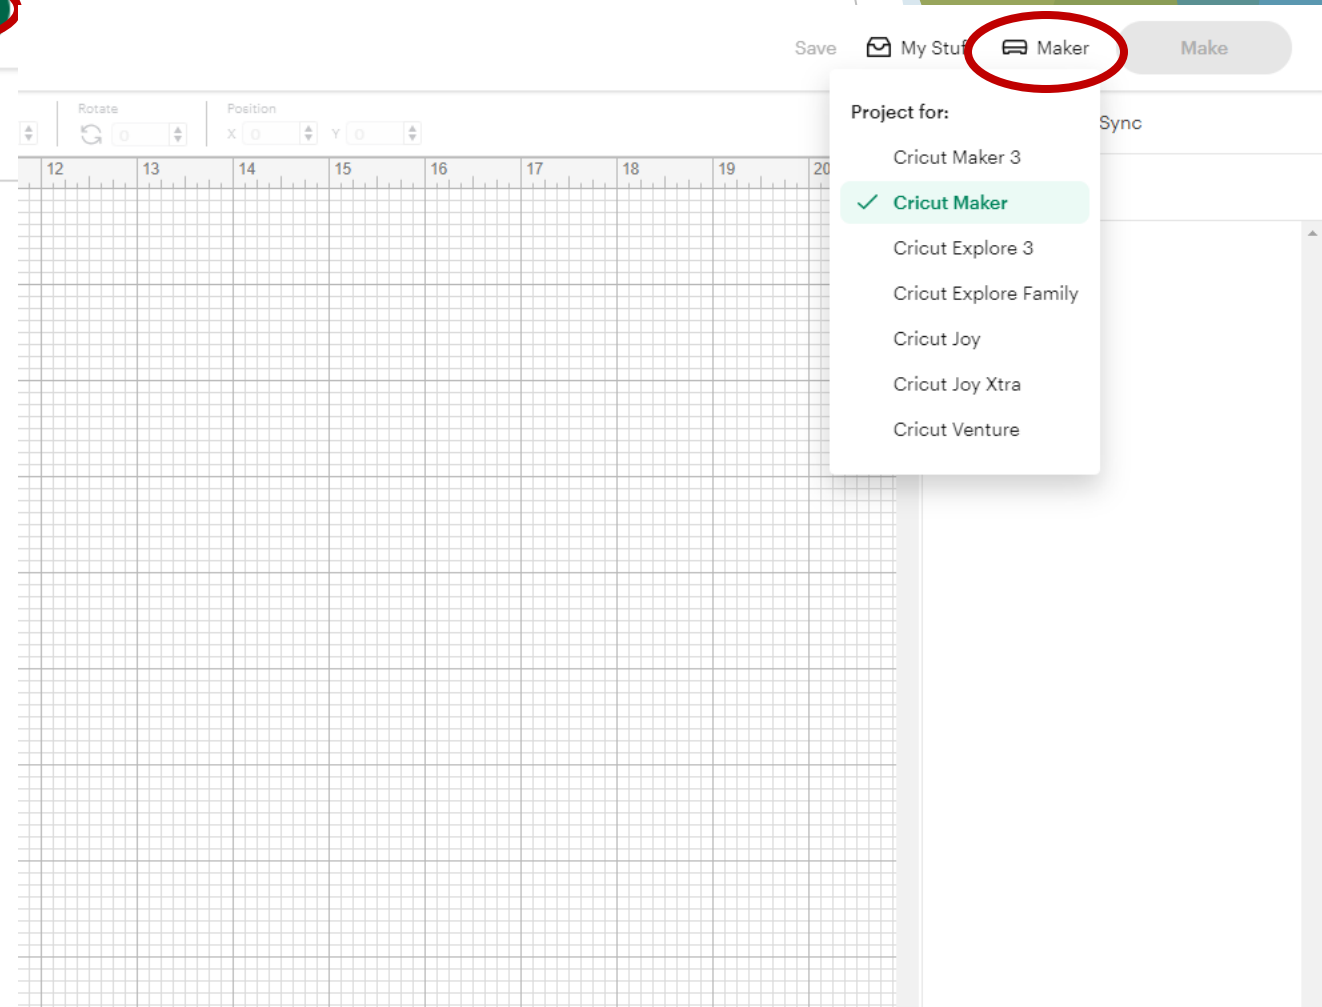 Save My Stuf Maker Make
Rotate Position
0 X 0 Y 0
Project for:
Sync
Cricut Maker 3
12 13 14 15 16 17 18 19 20
Cricut Maker
Cricut Explore 3
Cricut Explore Family
Cricut Joy
Cricut Joy Xtra
Cricut Venture